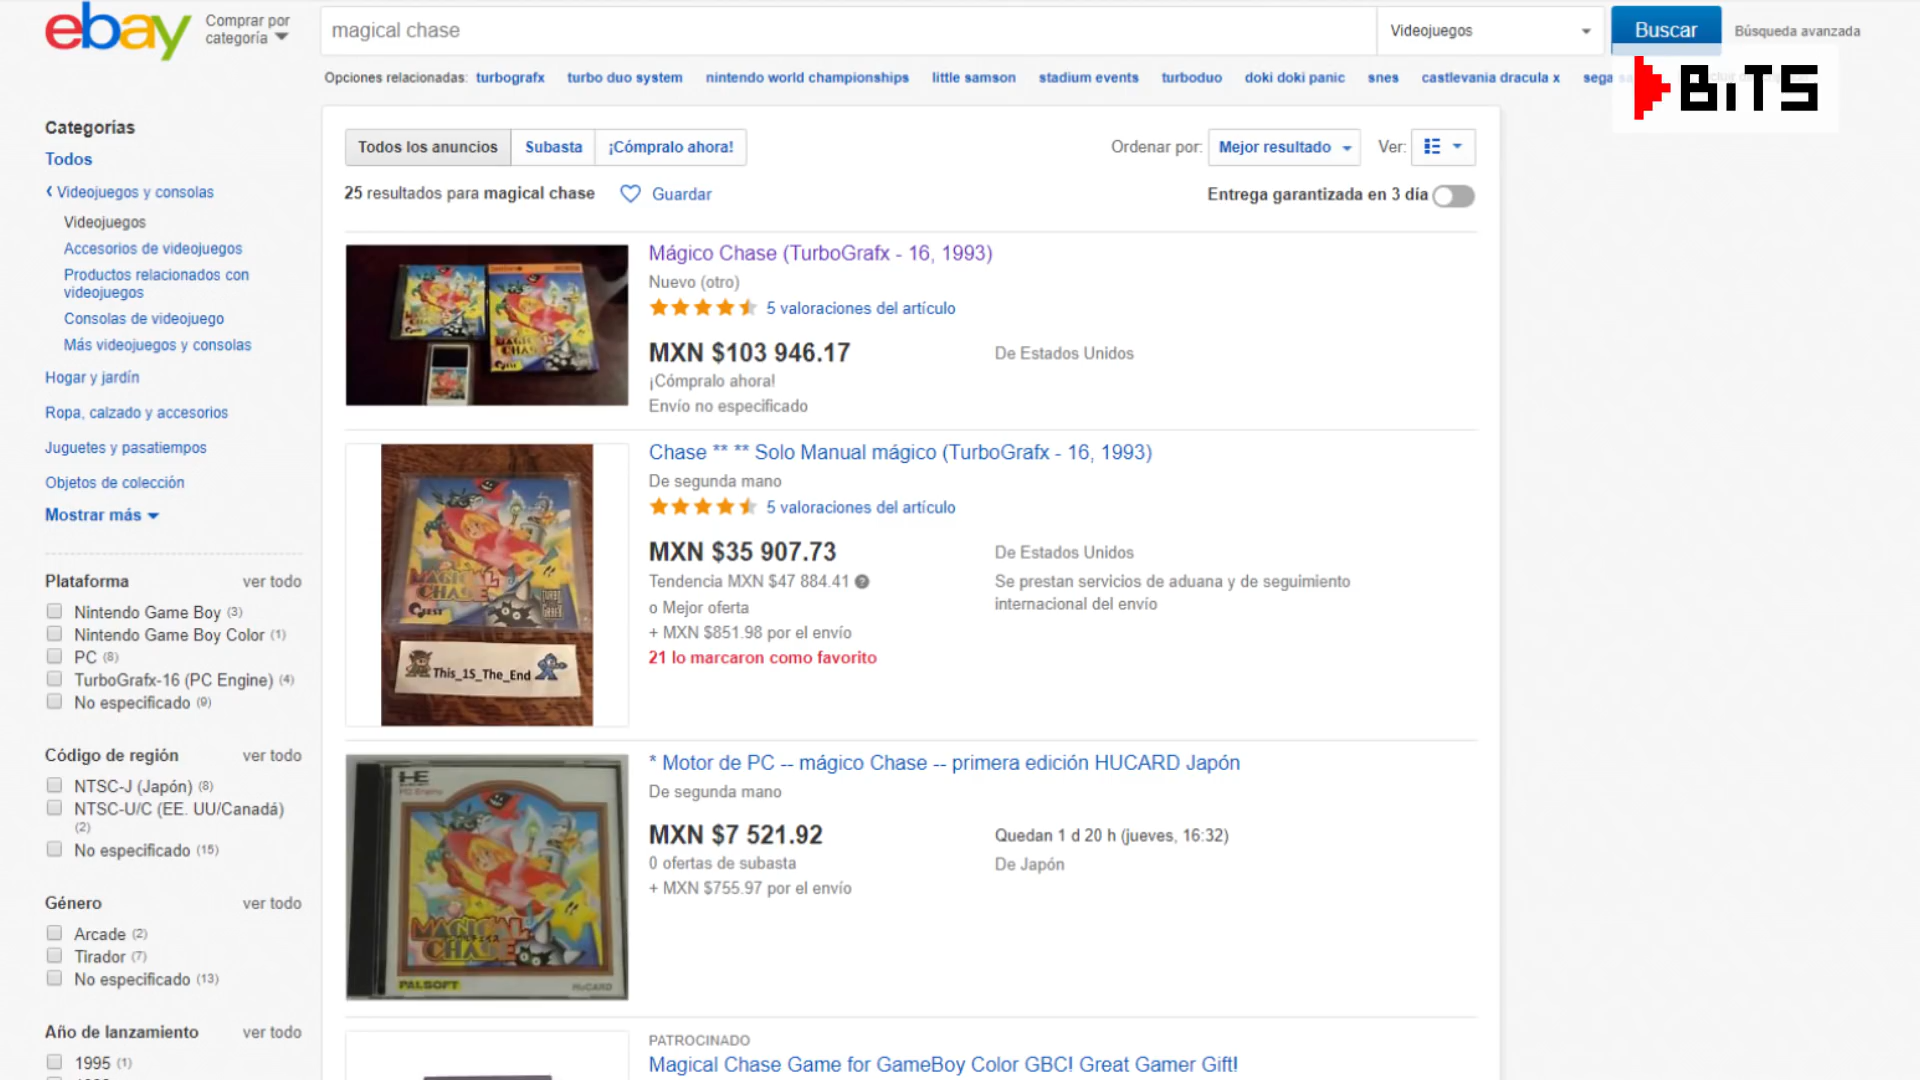 ebay
Comprar por
categoría
magical chase
Videojuegos
Buscar
Búsqueda avanzada
Opciones relacionadas: turbografx turbo duo system nintendo world championships little samson stadium events turboduo doki doki panic snes castlevania dracula x sega
BiTS
Categorías
Todos
Videojuegos y consolas
Videojuegos
Accesorios de videojuegos
Productos relacionados con
videojuegos
Consolas de videojuego
Más videojuegos y consolas
Hogar y jardín
Ropa, calzado y accesorios
Juguetes y pasatiempos
Objetos de colección
Mostrar más
Plataforma ver todo
Nintendo Game Boy (3)
Nintendo Game Boy Color (1)
PC (8)
TurboGrafx-16 (PC Engine) (4)
No especificado (9)
Código de región ver todo
NTSC-J (Japón) (8)
NTSC-U/C (EE. UU/Canadá)
(2)
No especificado (15)
Género ver todo
Arcade (2)
Tirador (7)
No especificado (13)
Año de lanzamiento ver todo
1995 (1)
Todos los anuncios Subasta ¡Cómpralo ahora!
Ordenar por: Mejor resultado Ver:
25 resultados para magical chase Guardar
Entrega garantizada en 3 día
Mágico Chase (TurboGrafx - 16, 1993)
Nuevo (otro)
5 valoraciones del artículo
MXN $103 946.17
De Estados Unidos
¡Cómpralo ahora!
Envío no especificado
Chase ** ** Solo Manual mágico (TurboGrafx - 16, 1993)
De segunda mano
5 valoraciones del artículo
MXN $35 907.73
De Estados Unidos
Tendencia MXN $47 884.41
Se prestan servicios de aduana y de seguimiento
internacional del envío
o Mejor oferta
+ MXN $851.98 por el envío
21 lo marcaron como favorito
MAGICAL
CHASE
QUEST
This_1S_The_End
* Motor de PC -- mágico Chase -- primera edición HUCARD Japón
De segunda mano
MXN $7 521.92
Quedan 1 d 20 h (jueves, 16:32)
0 ofertas de subasta
De Japón
+ MXN $755.97 por el envío
MAGICAL
CHASE
PALSOFT
HuCARD
PATROCINADO
Magical Chase Game for GameBoy Color GBC! Great Gamer Gift!